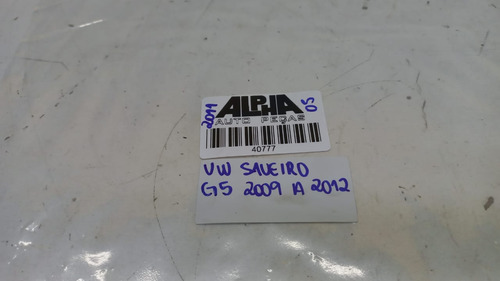 2011
ALPHA
05
AUTO PEÇAS
40777
VW SAVEIRO
G5 2009 A 2012